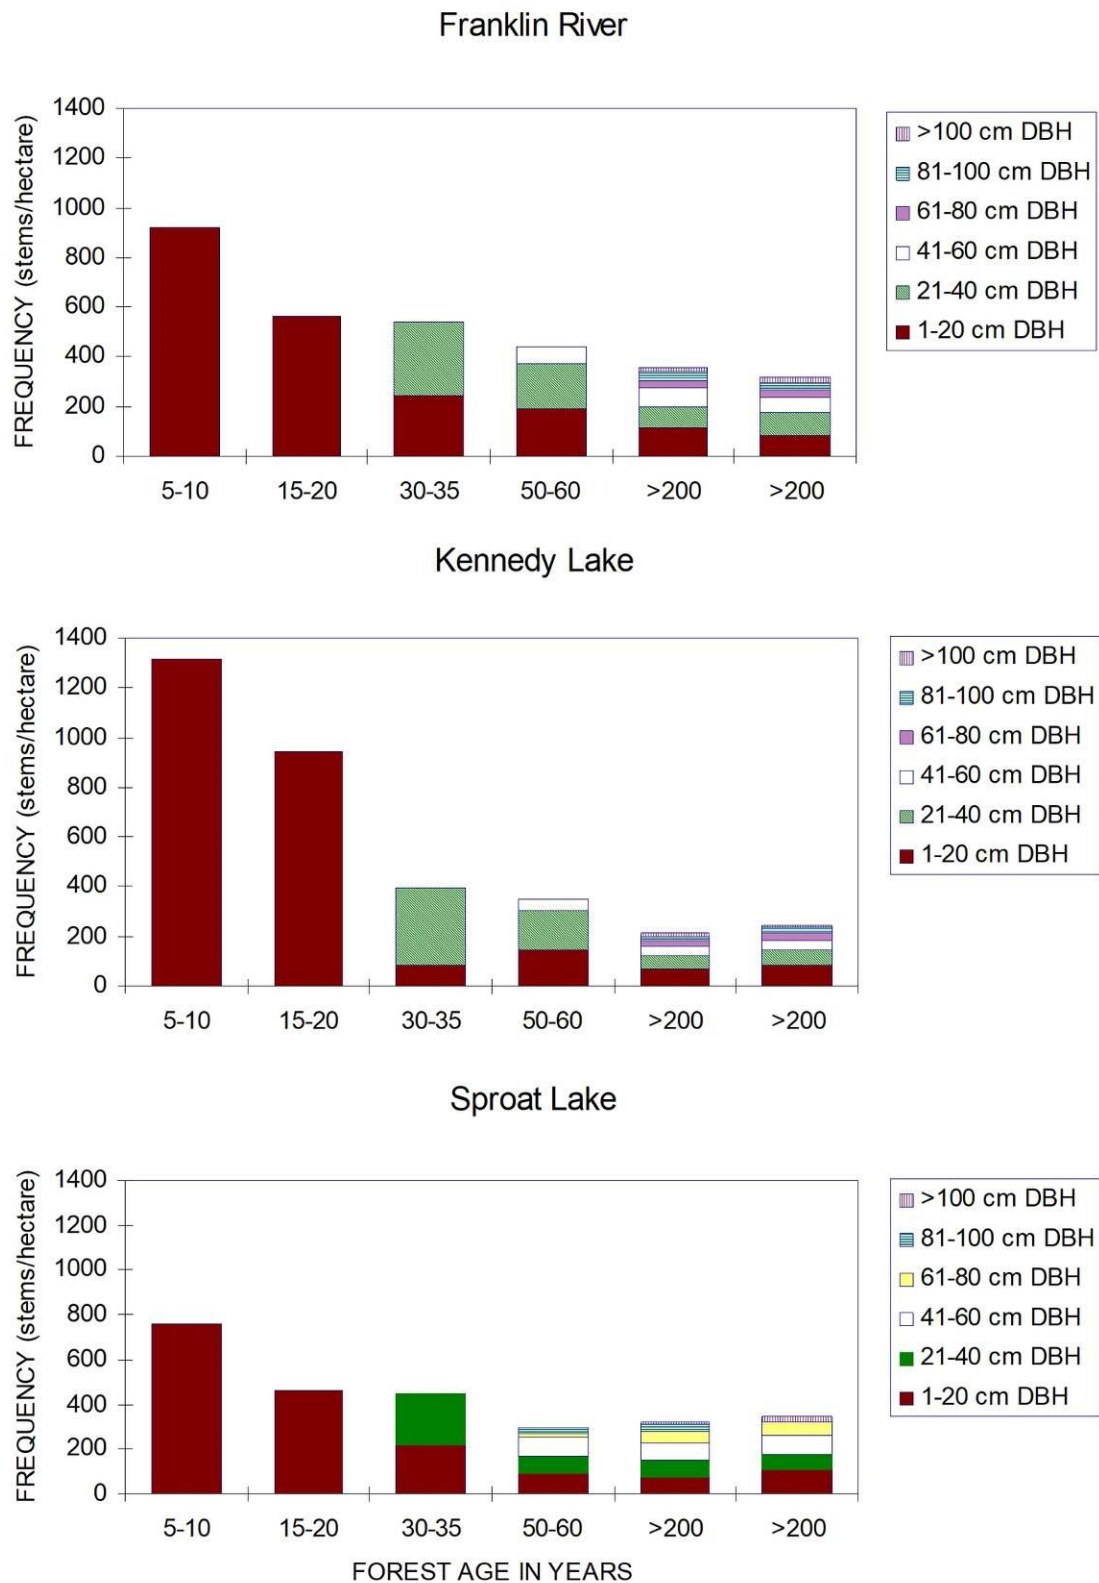 Franklin River
FREQUENCY (stems/hectare)
1400
1200
1000
800
600
400
200
0
5-10 15-20 30-35 50-60 >200 >200
>100 cm DBH
81-100 cm DBH
61-80 cm DBH
41-60 cm DBH
21-40 cm DBH
1-20 cm DBH
Kennedy Lake
FREQUENCY (stems/hectare)
1400
1200
1000
800
600
400
200
0
5-10 15-20 30-35 50-60 >200 >200
>100 cm DBH
81-100 cm DBH
61-80 cm DBH
41-60 cm DBH
21-40 cm DBH
1-20 cm DBH
Sproat Lake
FREQUENCY (stems/hectare)
1400
1200
1000
800
600
400
200
0
5-10 15-20 30-35 50-60 >200 >200
>100 cm DBH
81-100 cm DBH
61-80 cm DBH
41-60 cm DBH
21-40 cm DBH
1-20 cm DBH
FOREST AGE IN YEARS